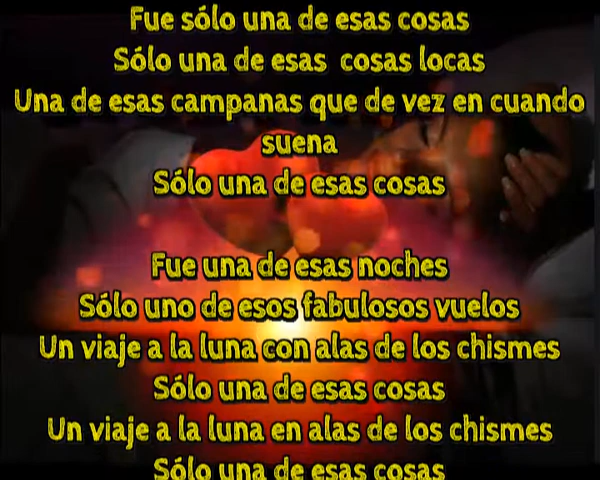 Fue sólo una de esas cosas
Sólo una de esas cosas locas
Una de esas campanas que de vez en cuando
suena
Sólo una de esas cosas
Fue una de esas noches
Sólo uno de esos fabulosos vuelos
Un viaje a la luna con alas de los chismes
Sólo una de esas cosas
Un viaje a la luna en alas de los chismes
Sólo una de esas cosas